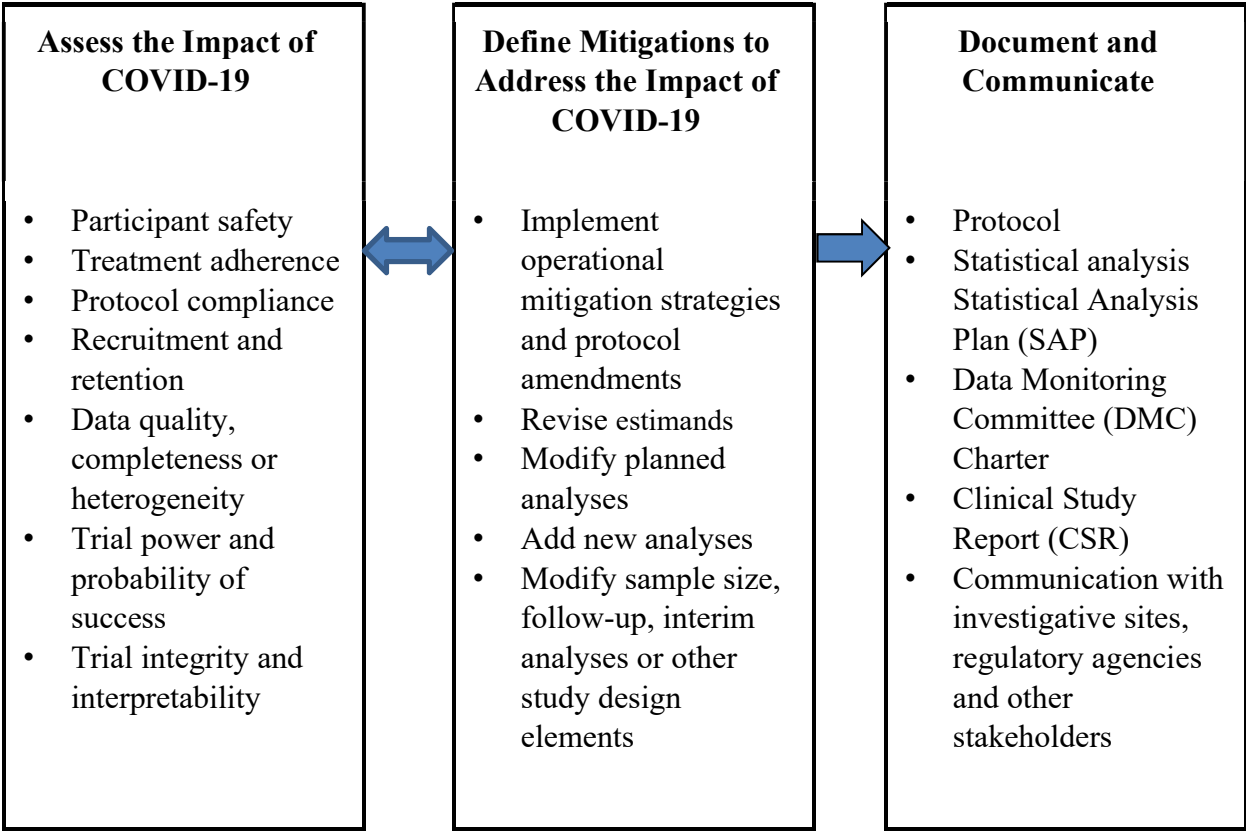 Assess the Impact of
COVID-19
• Participant safety
• Treatment adherence
• Protocol compliance
• Recruitment and
retention
• Data quality,
completeness or
heterogeneity
• Trial power and
probability of
success
• Trial integrity and
interpretability
Define Mitigations to
Address the Impact of
COVID-19
• Implement
operational
mitigation strategies
and protocol
amendments
• Revise estimands
• Modify planned
analyses
• Add new analyses
• Modify sample size,
follow-up, interim
analyses or other
study design
elements
Document and
Communicate
• Protocol
• Statistical analysis
Statistical Analysis
Plan (SAP)
• Data Monitoring
Committee (DMC)
Charter
• Clinical Study
Report (CSR)
• Communication with
investigative sites,
regulatory agencies
and other
stakeholders